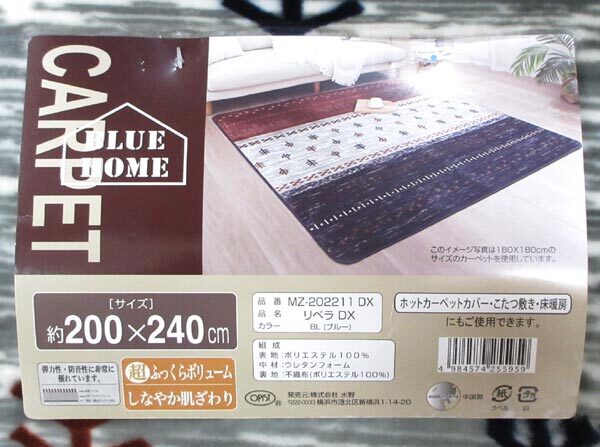 CARPET
BLUE
HOME
このイメージ写真は180X180cmの
サイズのカーペットを使用しています。
[サイズ]
約200×240cm
弾力性・防音性に非常に
優れています。
超ふっくらボリューム
しなやか肌ざわり
品番 MZ-202211 DX
品名 リベラ DX
カラー BL (ブルー)
組成
表地:ポリエステル100%
中材:ウレタンフォーム
裏地:不織布(ポリエステル100%)
発売元:株式会社 水野
〒222-0033 横浜市港北区新横浜1-14-20
ホットカーペットカバー・こたつ敷き・床暖房
にもご使用できます。
4 984574 255959
中国製
紙
ラベル